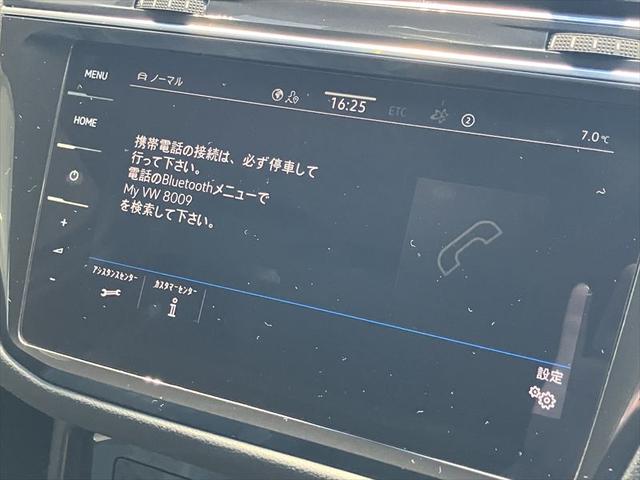 MENU
ノーマル
16:25
ETC
2
7.0℃
HOME
携帯電話の接続は、必ず停車して
行って下さい。
電話のBluetoothメニューで
My VW 8009
を検索して下さい。
+
-
アシスタンスセンター
カスタマーセンター
設定